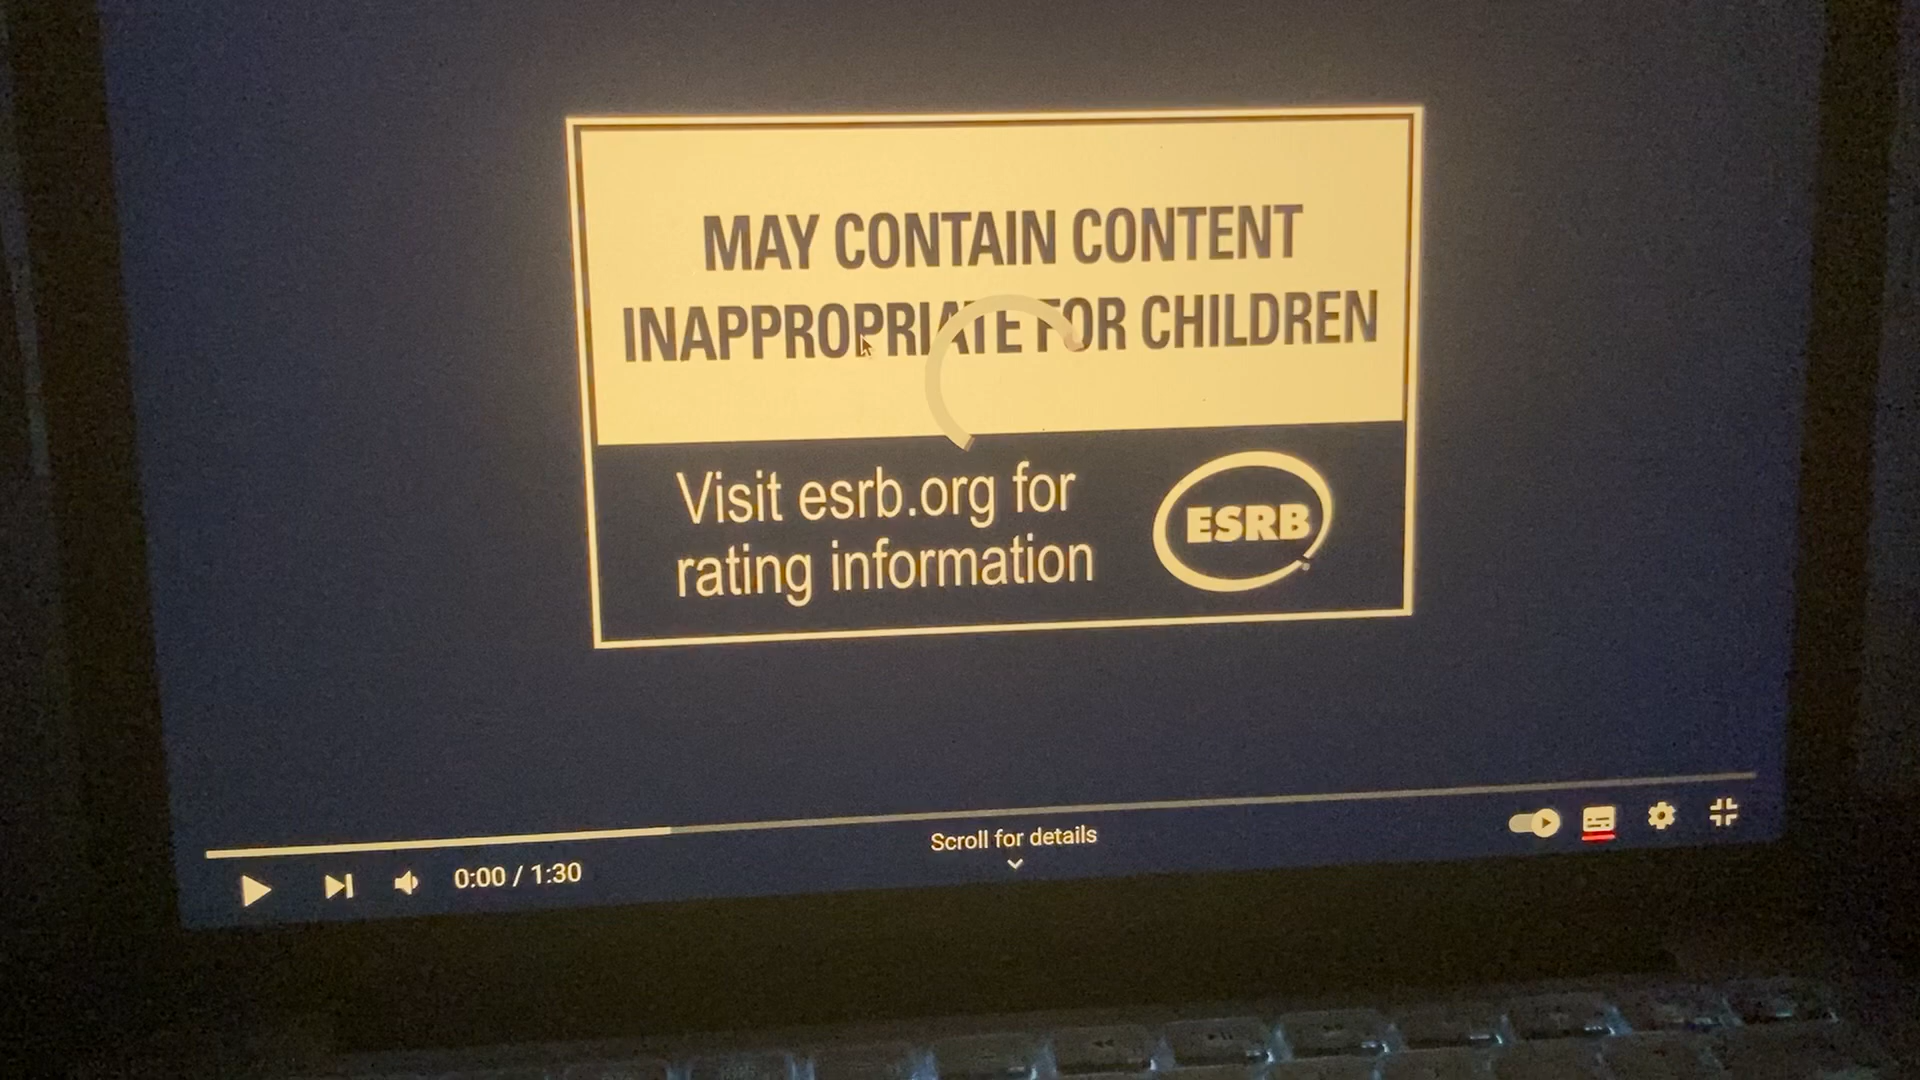 MAY CONTAIN CONTENT
INAPPROPRIATE FOR CHILDREN
Visit esrb.org for
rating information
ESRB
Scroll for details
0:00 / 1:30